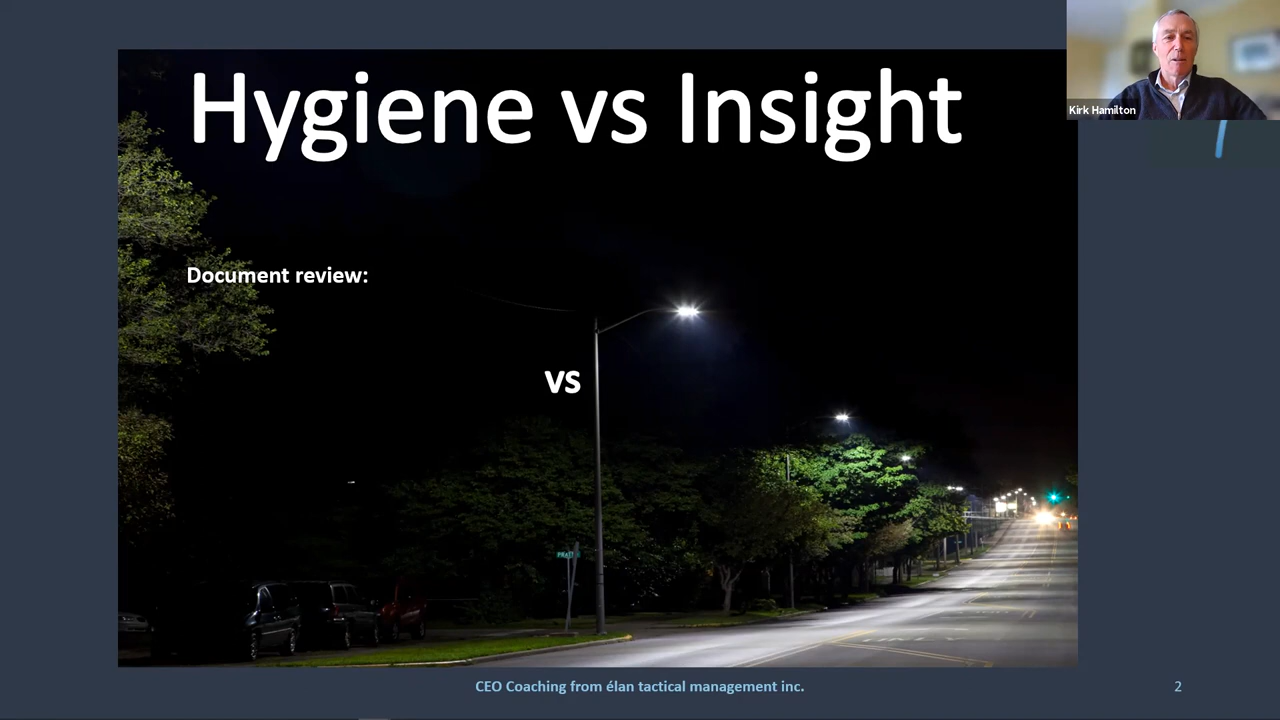 Hygiene vs Insight
Kirk Hamilton
Document review:
vs
CEO Coaching from élan tactical management inc.
2